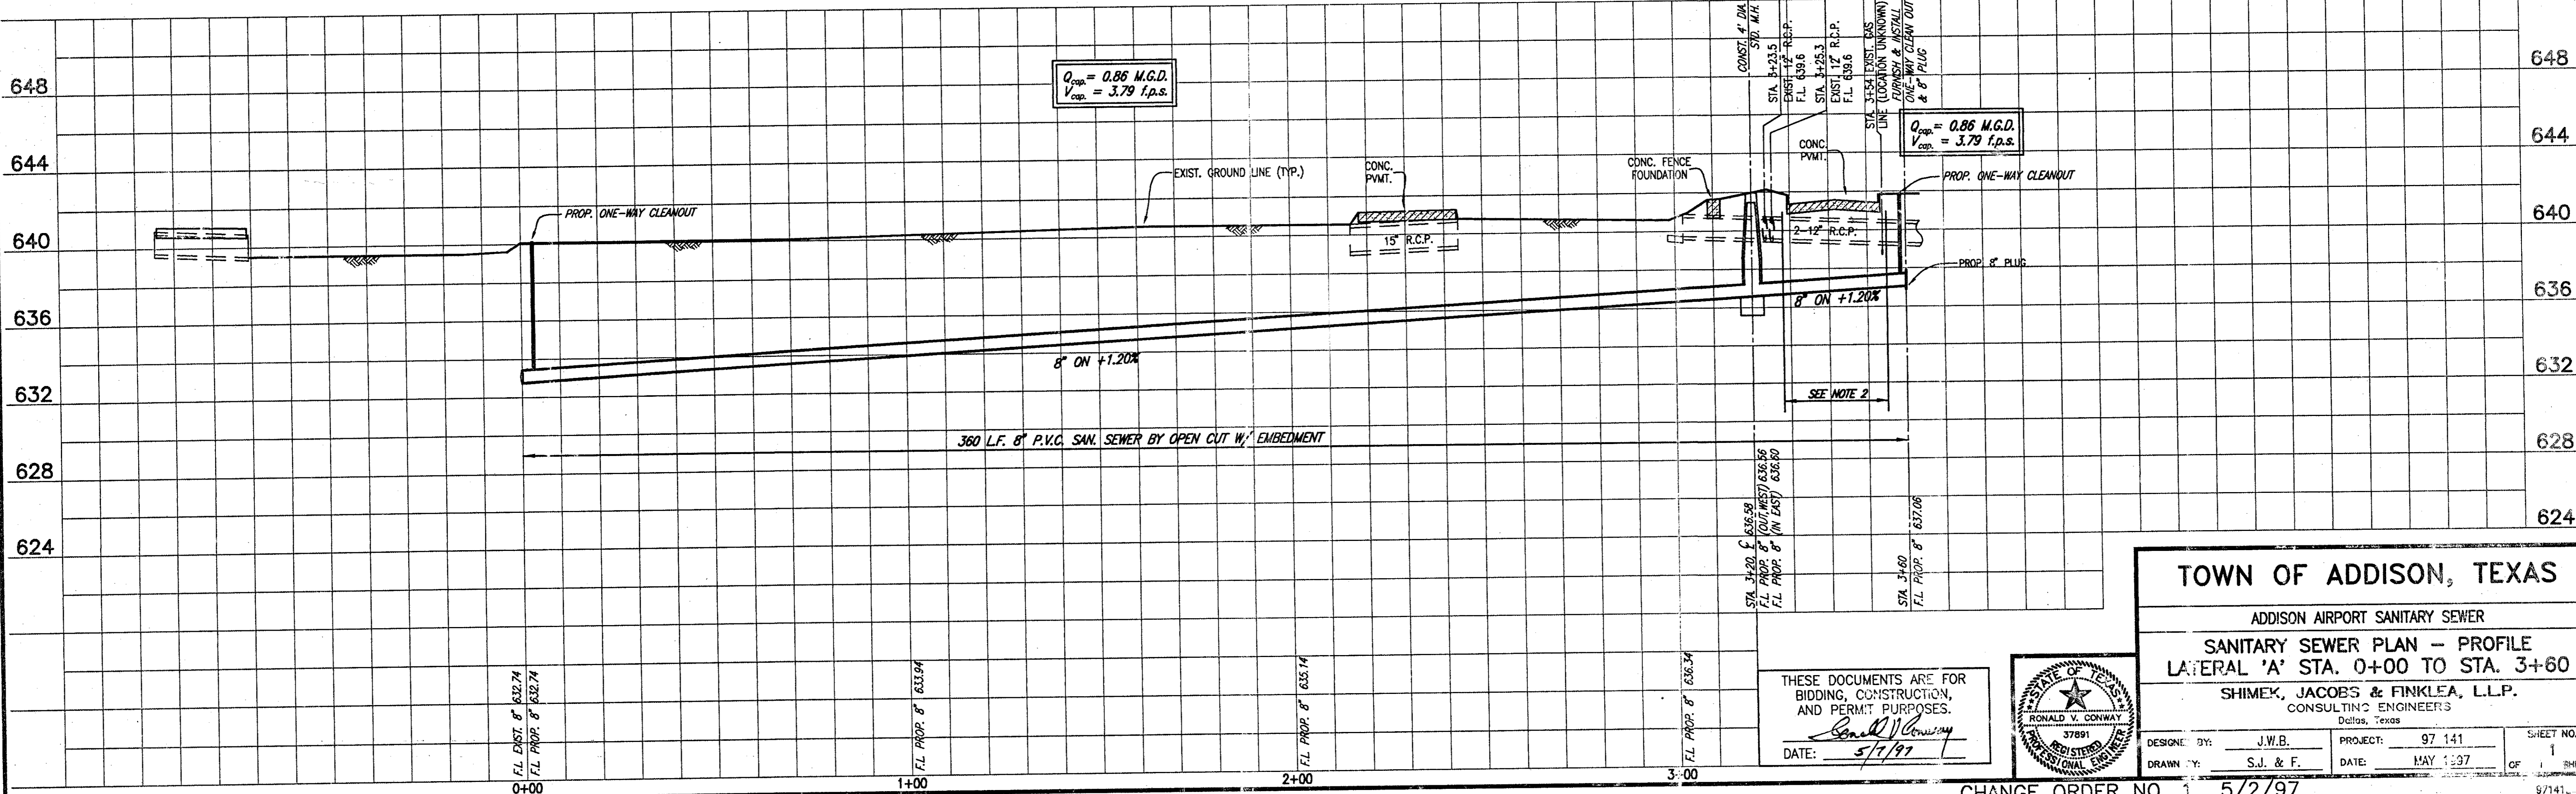 648
644
640
636
632
628
624
Qcap. = 0.86 M.G.D.
Vcap. = 3.79 f.p.s.
PROP. ONE-WAY CLEANOUT
EXIST. GROUND LINE (TYP.)
CONC.
PVMT.
15" R.C.P.
CONC. FENCE
FOUNDATION
CONST. 4' DIA.
STD. M.H.
STA. 3+23.5
EXIST. 12" R.C.P.
F.L. 639.6
STA. 3+25.3
EXIST. 12" R.C.P.
F.L. 639.6
STA. 3+54 EXIST. GAS
LINE (LOCATION UNKNOWN)
FURNISH & INSTALL
ONE-WAY CLEAN OUT
& 8" PLUG
CONC.
PVMT.
2-12" R.C.P.
Qcap. = 0.86 M.G.D.
Vcap. = 3.79 f.p.s.
PROP. ONE-WAY CLEANOUT
PROP. 8" PLUG
8" ON +1.20%
8" ON +1.20%
SEE NOTE 2
360 L.F. 8" P.V.C. SAN. SEWER BY OPEN CUT W/ EMBEDMENT
648
644
640
636
632
628
624
F.L. EXIST. 8" 632.74
F.L. PROP. 8" 632.74
F.L. PROP. 8" 633.94
F.L. PROP. 8" 635.14
F.L. PROP. 8" 636.34
STA. 3+20, ℄ 636.58
F.L. PROP. 8" (OUT, WEST) 636.56
F.L. PROP. 8" (IN EAST) 636.60
STA. 3+60
F.L. PROP. 8" 637.06
0+00
1+00
2+00
3+00
THESE DOCUMENTS ARE FOR
BIDDING, CONSTRUCTION,
AND PERMIT PURPOSES.
Ronald V Conway
DATE: 5/7/97
STATE OF TEXAS
RONALD V. CONWAY
37891
REGISTERED
PROFESSIONAL ENGINEER
TOWN OF ADDISON, TEXAS
ADDISON AIRPORT SANITARY SEWER
SANITARY SEWER PLAN – PROFILE
LATERAL 'A' STA. 0+00 TO STA. 3+60
SHIMEK, JACOBS & FINKLEA, L.L.P.
CONSULTING ENGINEERS
Dallas, Texas
DESIGNED BY: J.W.B.
DRAWN BY: S.J. & F.
PROJECT: 97 141
DATE: MAY 1997
SHEET NO.
1
OF 1 SH
CHANGE ORDER NO. 1 5/2/97
97141